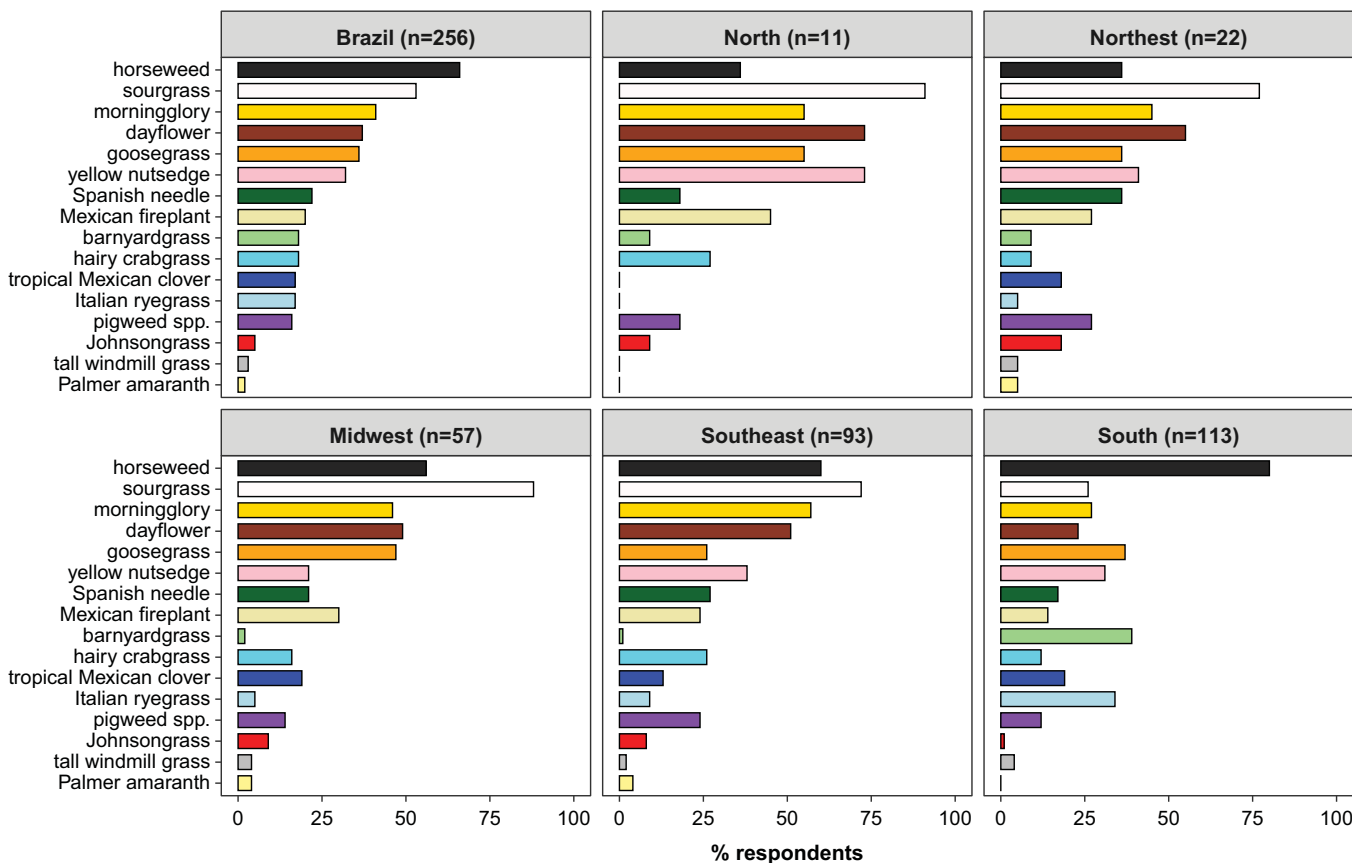 Brazil (n=256)
North (n=11)
Northest (n=22)
horseweed
sourgrass
morningglory
dayflower
goosegrass
yellow nutsedge
Spanish needle
Mexican fireplant
barnyardgrass
hairy crabgrass
tropical Mexican clover
Italian ryegrass
pigweed spp.
Johnsongrass
tall windmill grass
Palmer amaranth
Midwest (n=57)
Southeast (n=93)
South (n=113)
horseweed
sourgrass
morningglory
dayflower
goosegrass
yellow nutsedge
Spanish needle
Mexican fireplant
barnyardgrass
hairy crabgrass
tropical Mexican clover
Italian ryegrass
pigweed spp.
Johnsongrass
tall windmill grass
Palmer amaranth
0 25 50 75 100
0 25 50 75 100
0 25 50 75 100
% respondents